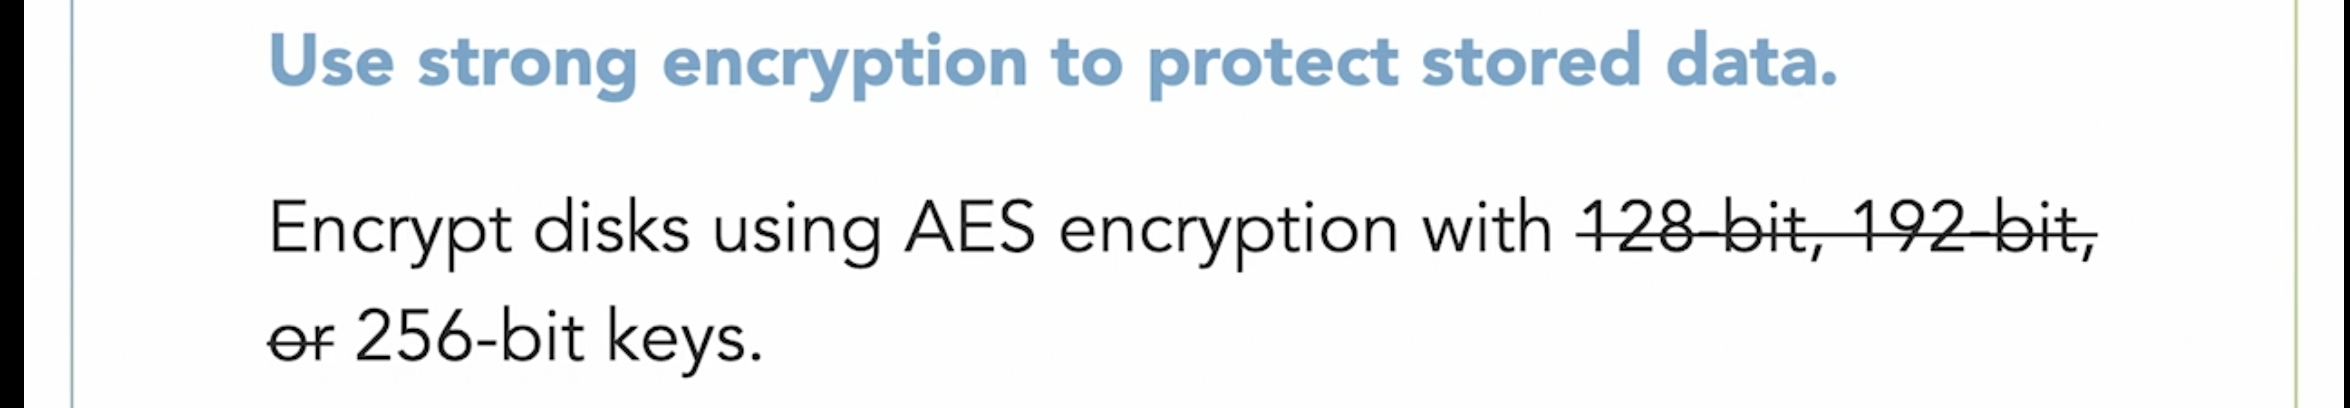 Use strong encryption to protect stored data.
Encrypt disks using AES encryption with 128-bit, 192-bit,
or 256-bit keys.